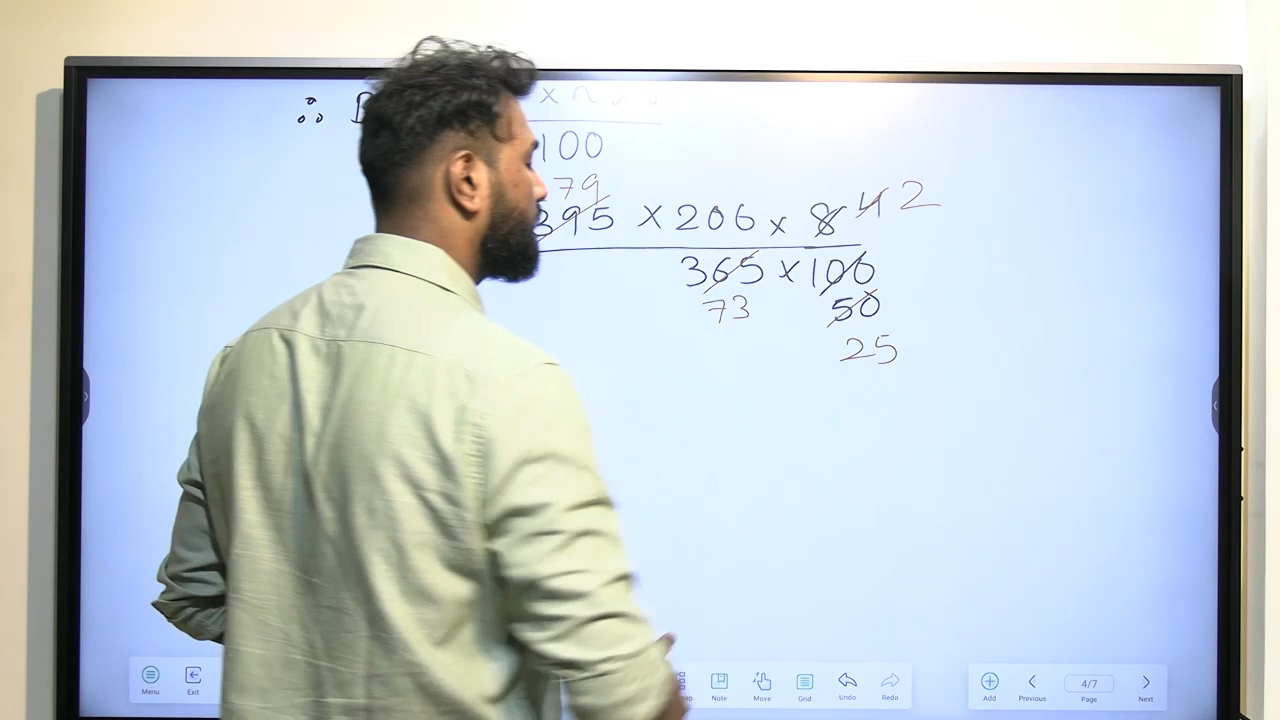 ∴
100
79
395 × 206 × 8 4 2
365 × 100
73 50
25
Menu Exit Note Move Grid Undo Redo Add Previous 4/7 Page Next